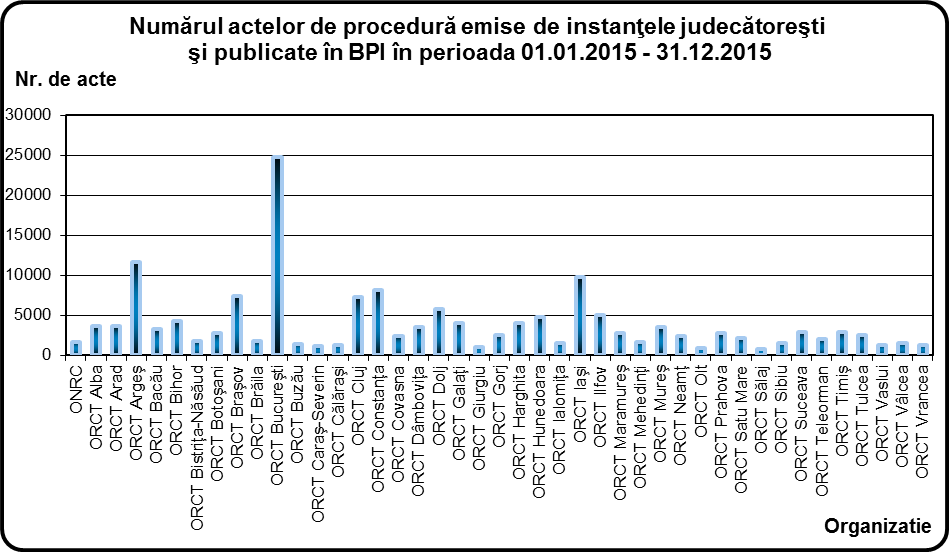 Numărul actelor de procedură emise de instanţele judecătoreşti
şi publicate în BPI în perioada 01.01.2015 - 31.12.2015
Nr. de acte
30000
25000
20000
15000
10000
5000
0
ONRC
ORCT Alba
ORCT Arad
ORCT Argeş
ORCT Bacău
ORCT Bihor
ORCT Bistriţa-Năsăud
ORCT Botoşani
ORCT Braşov
ORCT Brăila
ORCT Bucureşti
ORCT Buzău
ORCT Caraş-Severin
ORCT Călăraşi
ORCT Cluj
ORCT Constanţa
ORCT Covasna
ORCT Dâmboviţa
ORCT Dolj
ORCT Galaţi
ORCT Giurgiu
ORCT Gorj
ORCT Harghita
ORCT Hunedoara
ORCT Ialomiţa
ORCT Iaşi
ORCT Ilfov
ORCT Maramureş
ORCT Mehedinţi
ORCT Mureş
ORCT Neamţ
ORCT Olt
ORCT Prahova
ORCT Satu Mare
ORCT Sălaj
ORCT Sibiu
ORCT Suceava
ORCT Teleorman
ORCT Timiş
ORCT Tulcea
ORCT Vaslui
ORCT Vâlcea
ORCT Vrancea
Organizatie